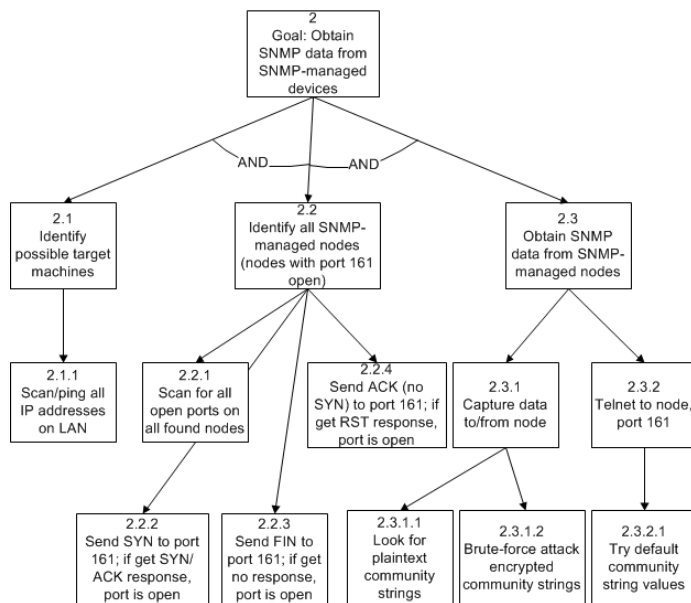 2
Goal: Obtain
SNMP data from
SNMP-managed
devices
AND
AND
2.1
Identify
possible target
machines
2.2
Identify all SNMP-
managed nodes
(nodes with port 161
open)
2.3
Obtain SNMP
data from SNMP-
managed nodes
2.1.1
Scan/ping all
IP addresses
on LAN
2.2.1
Scan for all
open ports on
all found nodes
2.2.4
Send ACK (no
SYN) to port 161; if
get RST response,
port is open
2.3.1
Capture data
to/from node
2.3.2
Telnet to node,
port 161
2.2.2
Send SYN to port
161; if get SYN/
ACK response,
port is open
2.2.3
Send FIN to
port 161; if get
no response,
port is open
2.3.1.1
Look for
plaintext
community
strings
2.3.1.2
Brute-force attack
encrypted
community strings
2.3.2.1
Try default
community
string values